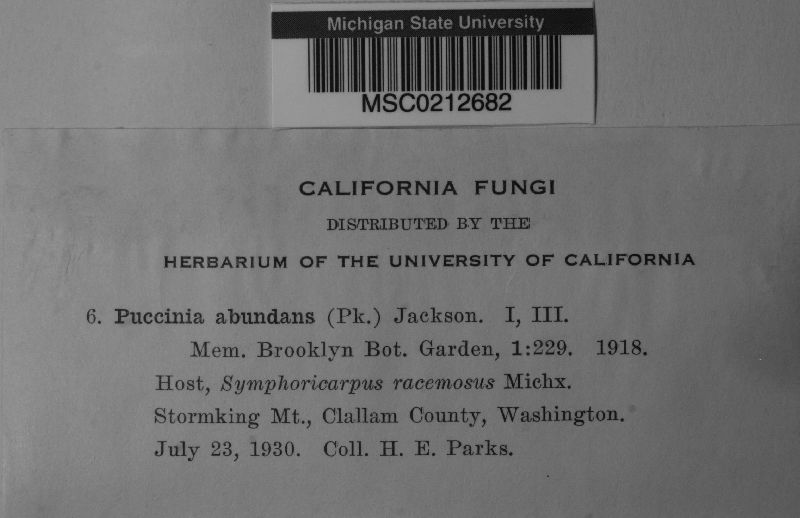 Michigan State University
MSC0212682
CALIFORNIA FUNGI
DISTRIBUTED BY THE
HERBARIUM OF THE UNIVERSITY OF CALIFORNIA
6. Puccinia abundans (Pk.) Jackson. I, III.
Mem. Brooklyn Bot. Garden, 1:229. 1918.
Host, Symphoricarpus racemosus Michx.
Stormking Mt., Clallam County, Washington.
July 23, 1930. Coll. H. E. Parks.